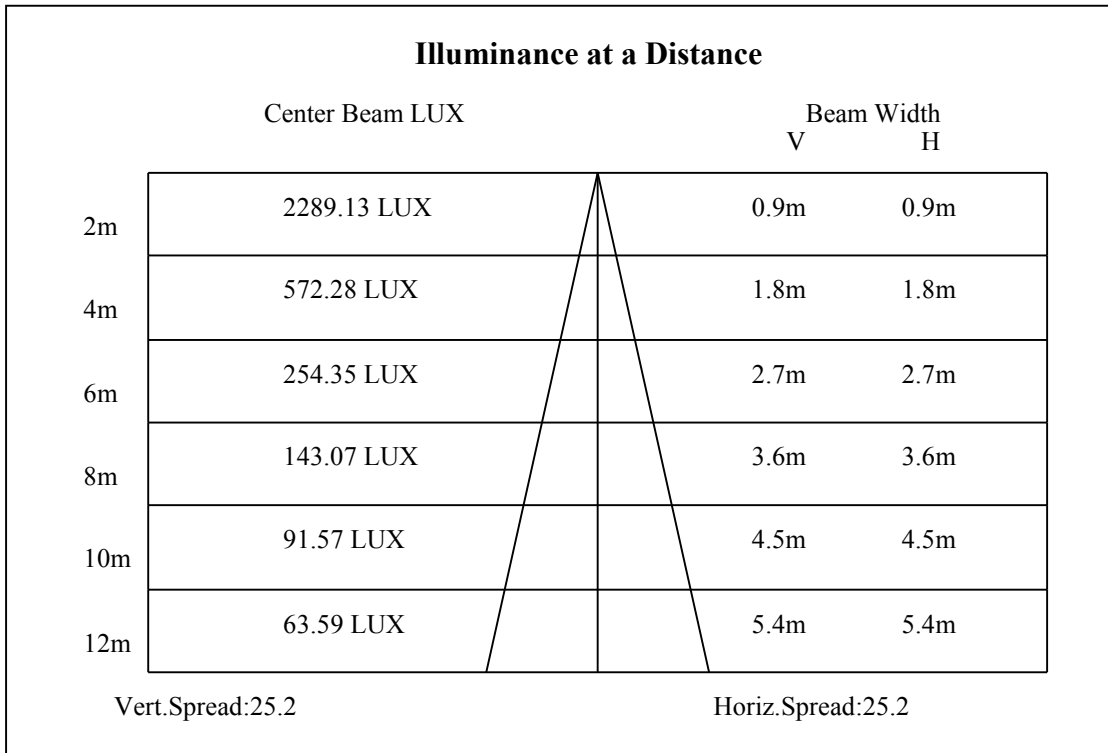 Illuminance at a Distance
Center Beam LUX Beam Width
V H
2m 2289.13 LUX 0.9m 0.9m
4m 572.28 LUX 1.8m 1.8m
6m 254.35 LUX 2.7m 2.7m
8m 143.07 LUX 3.6m 3.6m
10m 91.57 LUX 4.5m 4.5m
12m 63.59 LUX 5.4m 5.4m
Vert.Spread:25.2 Horiz.Spread:25.2